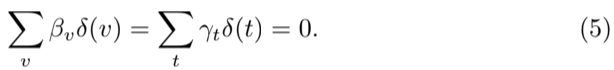 ∑_v β_v δ(v) = ∑_t γ_t δ(t) = 0. (5)